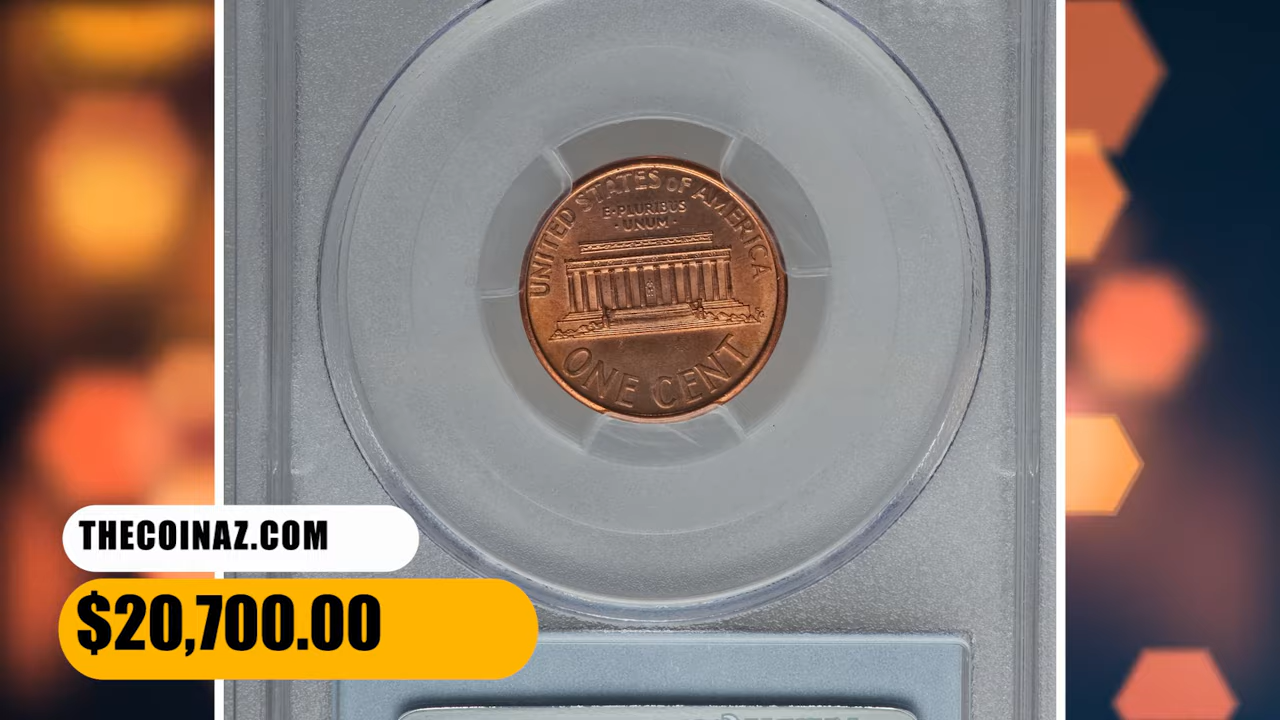 UNITED STATES OF AMERICA
E·PLURIBUS
·UNUM·
ONE CENT
THECOINAZ.COM
$20,700.00